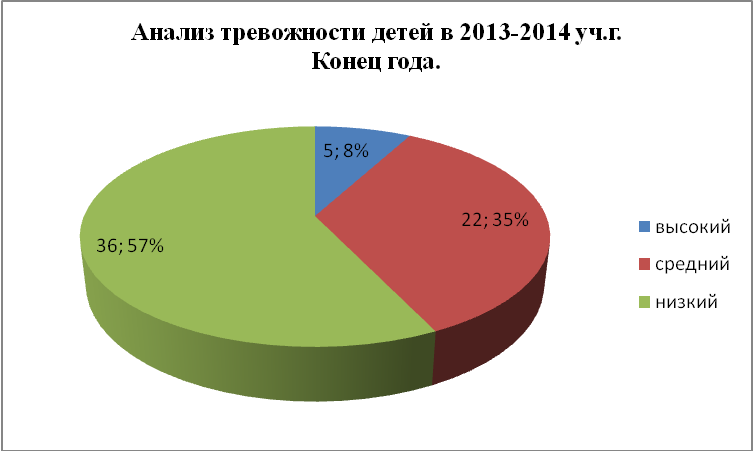 Анализ тревожности детей в 2013-2014 уч.г.
Конец года.
5; 8%
22; 35%
36; 57%
высокий
средний
низкий